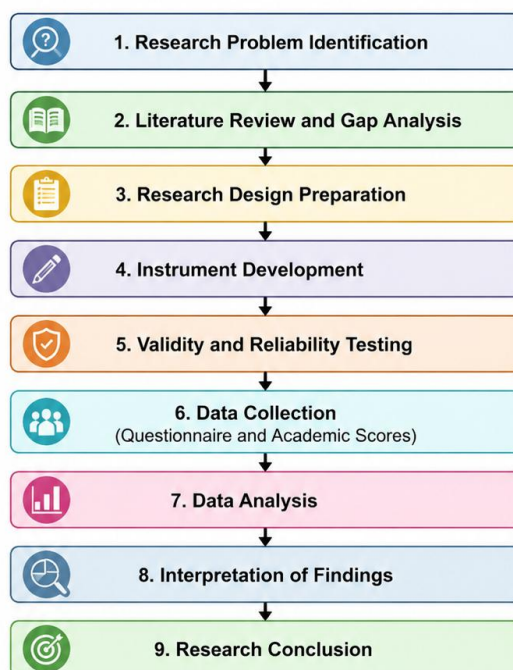 1. Research Problem Identification
2. Literature Review and Gap Analysis
3. Research Design Preparation
4. Instrument Development
5. Validity and Reliability Testing
6. Data Collection
(Questionnaire and Academic Scores)
7. Data Analysis
8. Interpretation of Findings
9. Research Conclusion